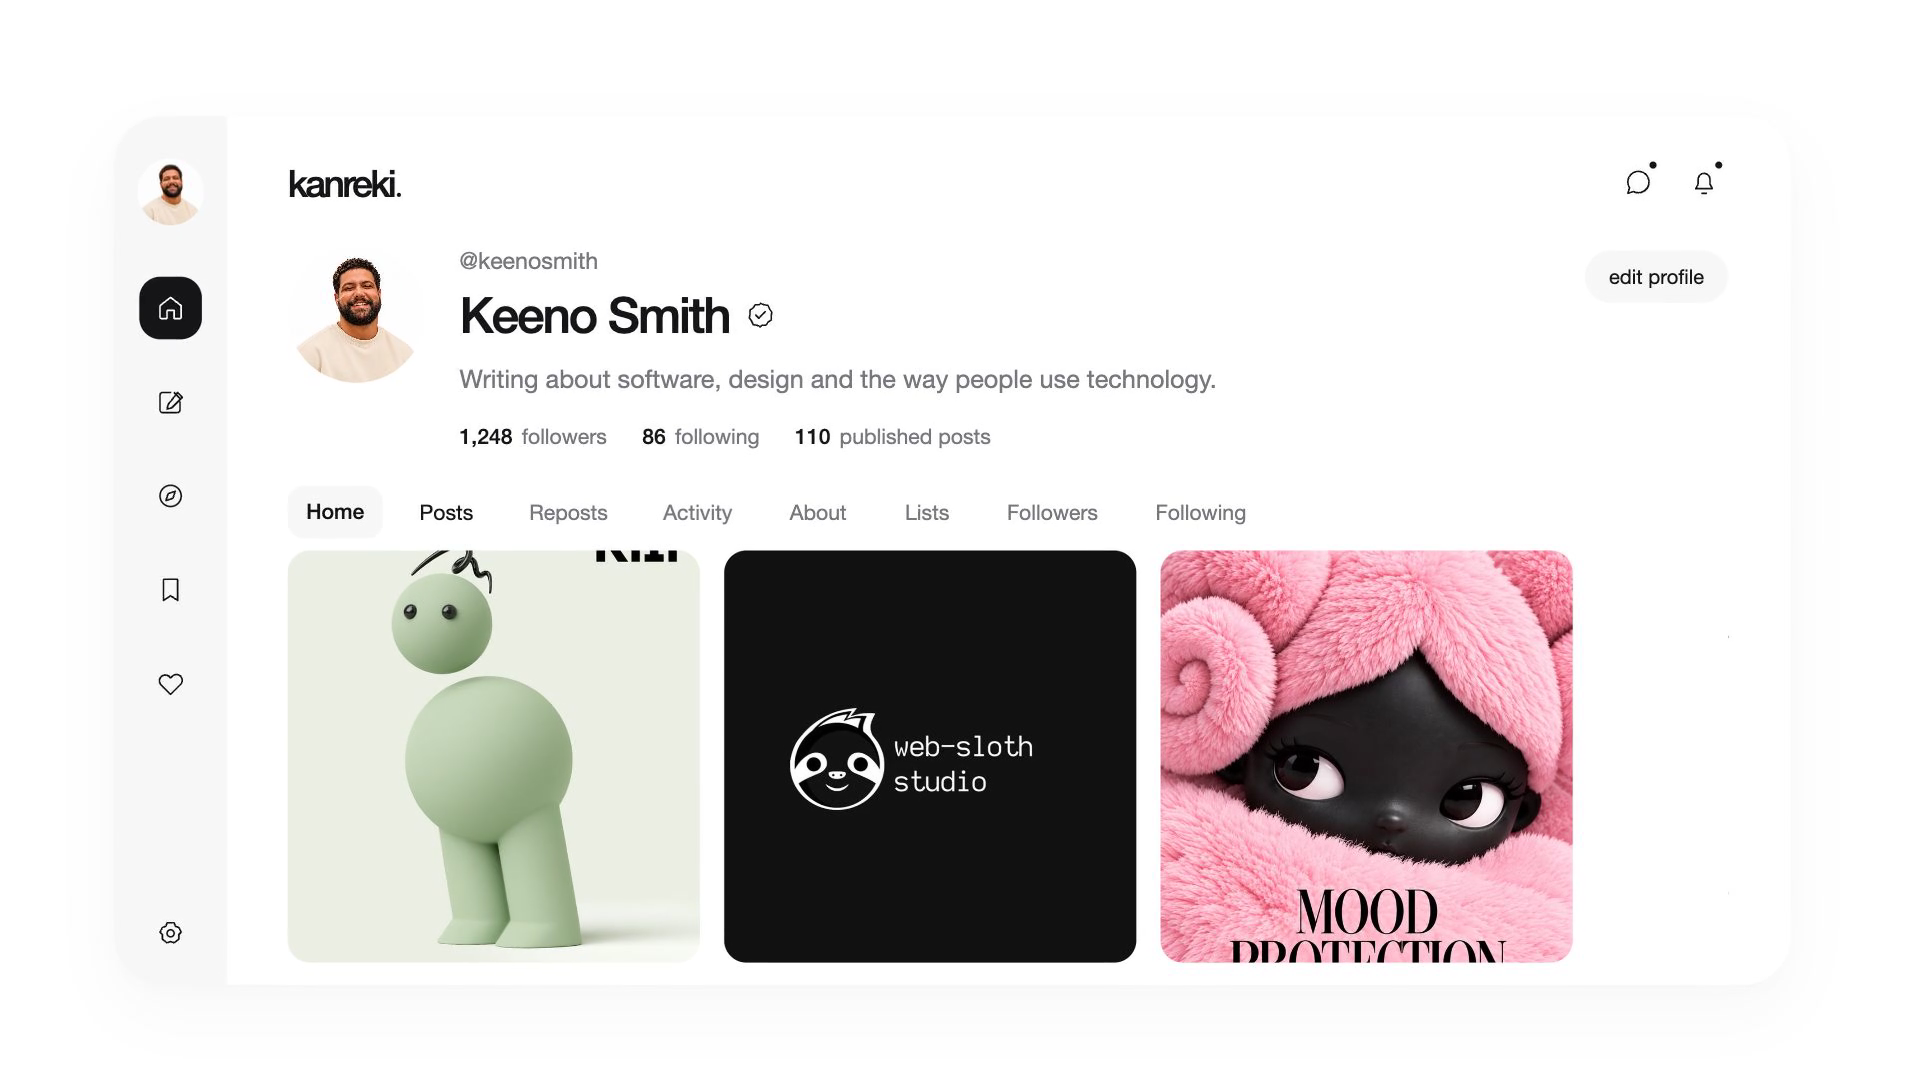 kanreki.
@keenosmith
edit profile
Keeno Smith
Writing about software, design and the way people use technology.
1,248 followers 86 following 110 published posts
Home Posts Reposts Activity About Lists Followers Following
web-sloth
studio
MOOD
PROTECTION